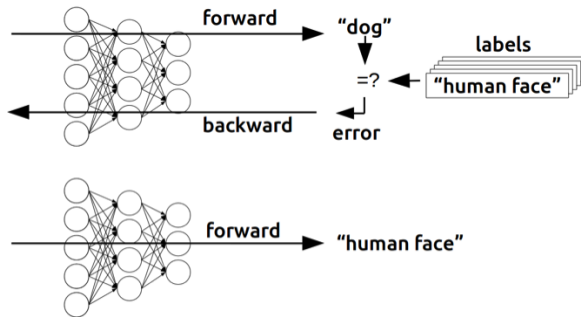 forward
“dog”
labels
=?
“human face”
backward
error
forward
“human face”